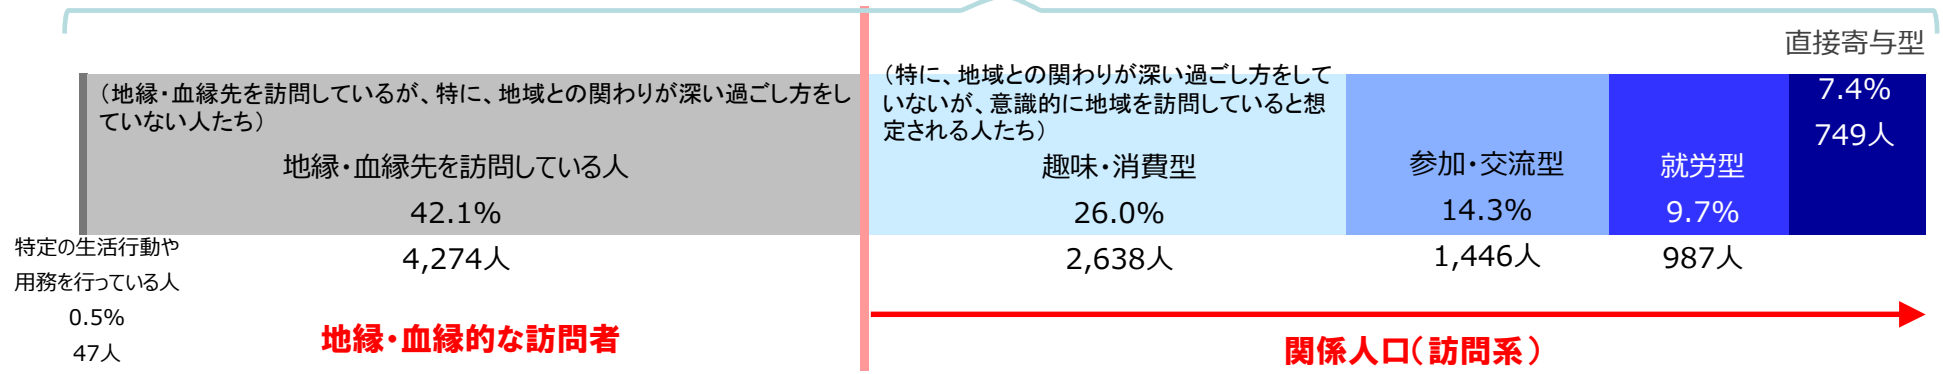 直接寄与型
7.4%
749人
（地縁・血縁先を訪問しているが、特に、地域との関わりが深い過ごし方をし
ていない人たち）
地縁・血縁先を訪問している人
42.1%
4,274人
（特に、地域との関わりが深い過ごし方をして
いないが、意識的に地域を訪問していると想
定される人たち）
趣味・消費型
26.0%
2,638人
参加・交流型
14.3%
1,446人
就労型
9.7%
987人
特定の生活行動や
用務を行っている人
0.5%
47人
地縁・血縁的な訪問者
関係人口（訪問系）